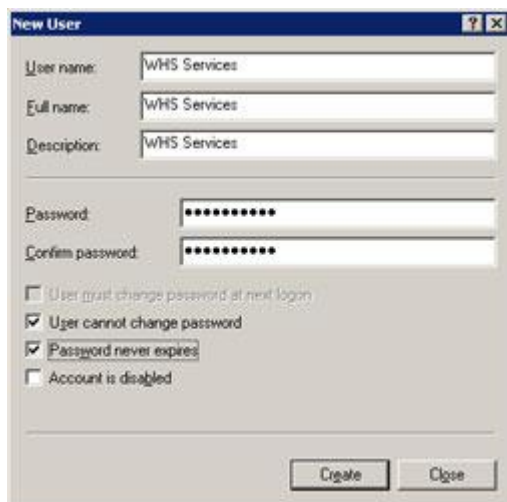 New User
User name: WHS Services
Full name: WHS Services
Description: WHS Services
Password: ●●●●●●●●●●
Confirm password: ●●●●●●●●●●
User must change password at next logon
User cannot change password
Password never expires
Account is disabled
Create Close